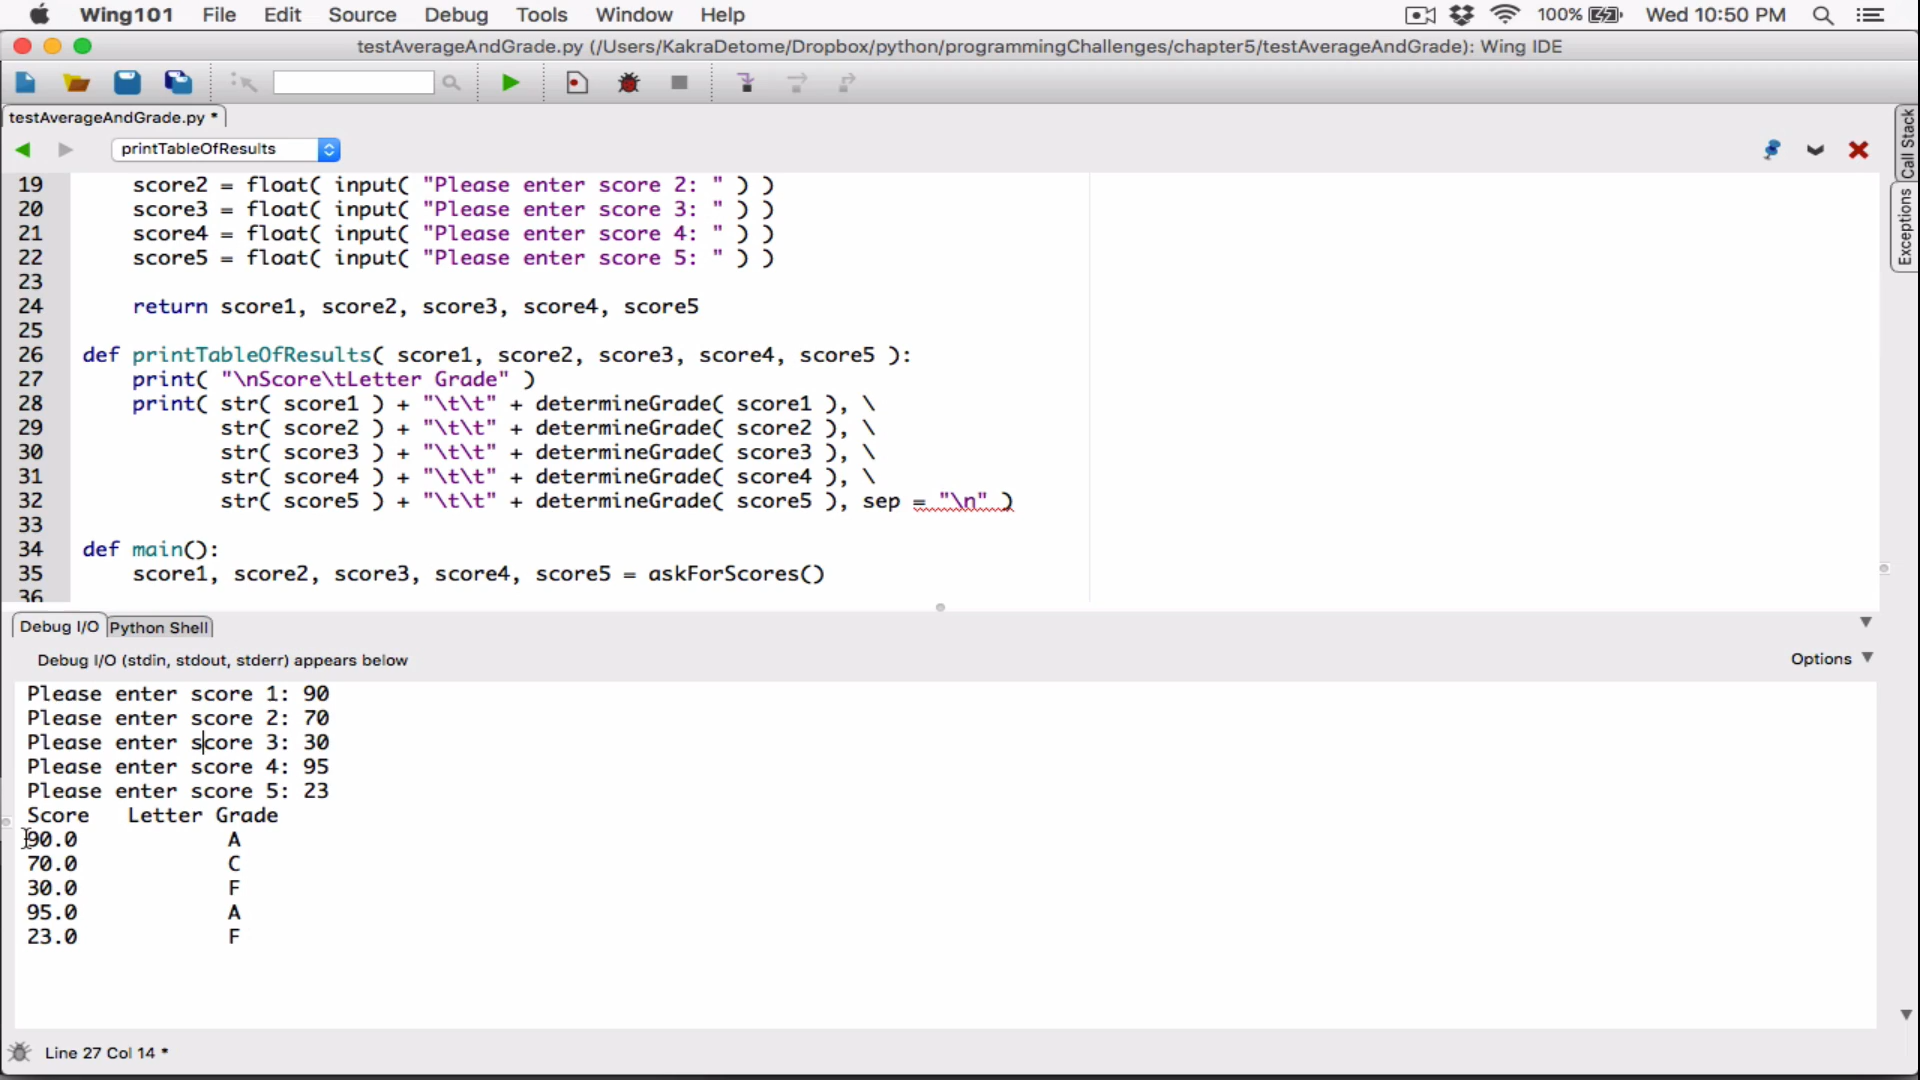 Wing101 File Edit Source Debug Tools Window Help 100% Wed 10:50 PM
testAverageAndGrade.py (/Users/KakraDetome/Dropbox/python/programmingChallenges/chapter5/testAverageAndGrade): Wing IDE
testAverageAndGrade.py *
printTableOfResults
Call Stack
Exceptions
19 score2 = float( input( "Please enter score 2: " ) )
20 score3 = float( input( "Please enter score 3: " ) )
21 score4 = float( input( "Please enter score 4: " ) )
22 score5 = float( input( "Please enter score 5: " ) )
23
24 return score1, score2, score3, score4, score5
25
26 def printTableOfResults( score1, score2, score3, score4, score5 ):
27 print( "\nScore\tLetter Grade" )
28 print( str( score1 ) + "\t\t" + determineGrade( score1 ), \
29 str( score2 ) + "\t\t" + determineGrade( score2 ), \
30 str( score3 ) + "\t\t" + determineGrade( score3 ), \
31 str( score4 ) + "\t\t" + determineGrade( score4 ), \
32 str( score5 ) + "\t\t" + determineGrade( score5 ), sep = "\n" )
33
34 def main():
35 score1, score2, score3, score4, score5 = askForScores()
36
Debug I/O Python Shell
Debug I/O (stdin, stdout, stderr) appears below Options
Please enter score 1: 90
Please enter score 2: 70
Please enter score 3: 30
Please enter score 4: 95
Please enter score 5: 23
Score Letter Grade
90.0 A
70.0 C
30.0 F
95.0 A
23.0 F
Line 27 Col 14 *